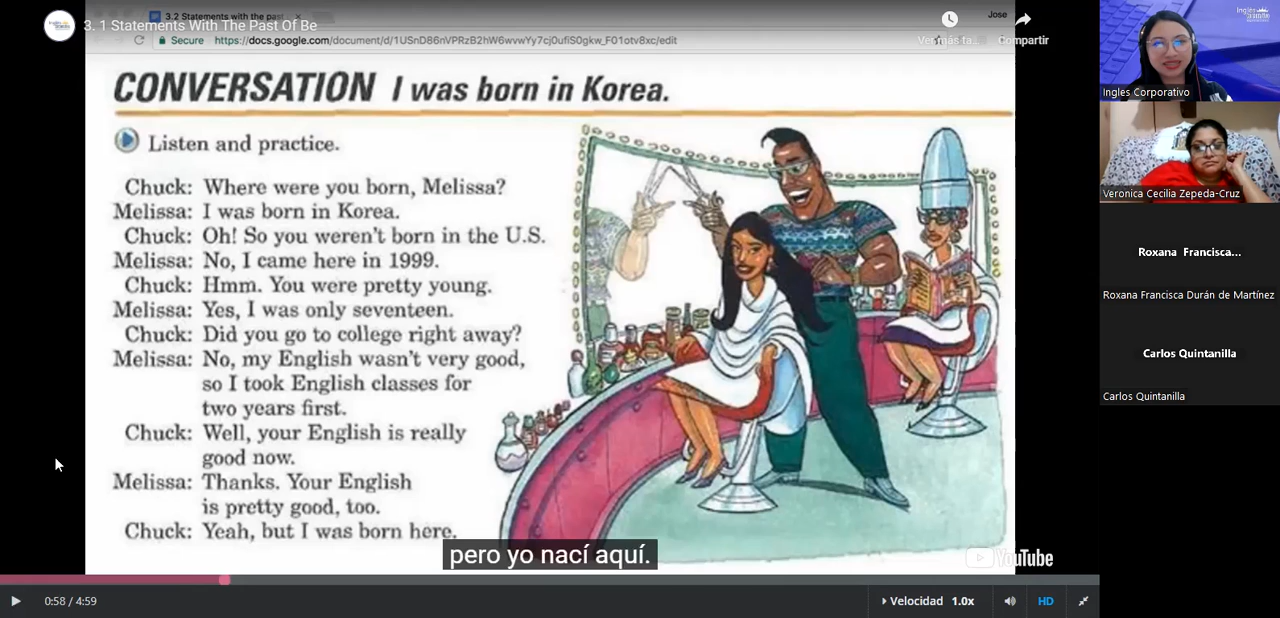 3.2 Statements with the past
3. 1 Statements With The Past Of Be
Jose
Secure https://docs.google.com/document/d/1USnD86nVPRzB2hW6wvwYy7cj0ufiS0gkw_F01otv8xc/edit
Compartir
CONVERSATION I was born in Korea.
Listen and practice.
Chuck: Where were you born, Melissa?
Melissa: I was born in Korea.
Chuck: Oh! So you weren't born in the U.S.
Melissa: No, I came here in 1999.
Chuck: Hmm. You were pretty young.
Melissa: Yes, I was only seventeen.
Chuck: Did you go to college right away?
Melissa: No, my English wasn't very good,
so I took English classes for
two years first.
Chuck: Well, your English is really
good now.
Melissa: Thanks. Your English
is pretty good, too.
Chuck: Yeah, but I was born here.
pero yo nací aquí.
YouTube
0:58 / 4:59
Velocidad 1.0x
HD
Ingles Corporativo
Veronica Cecilia Zepeda-Cruz
Roxana Francisca...
Roxana Francisca Durán de Martínez
Carlos Quintanilla
Carlos Quintanilla